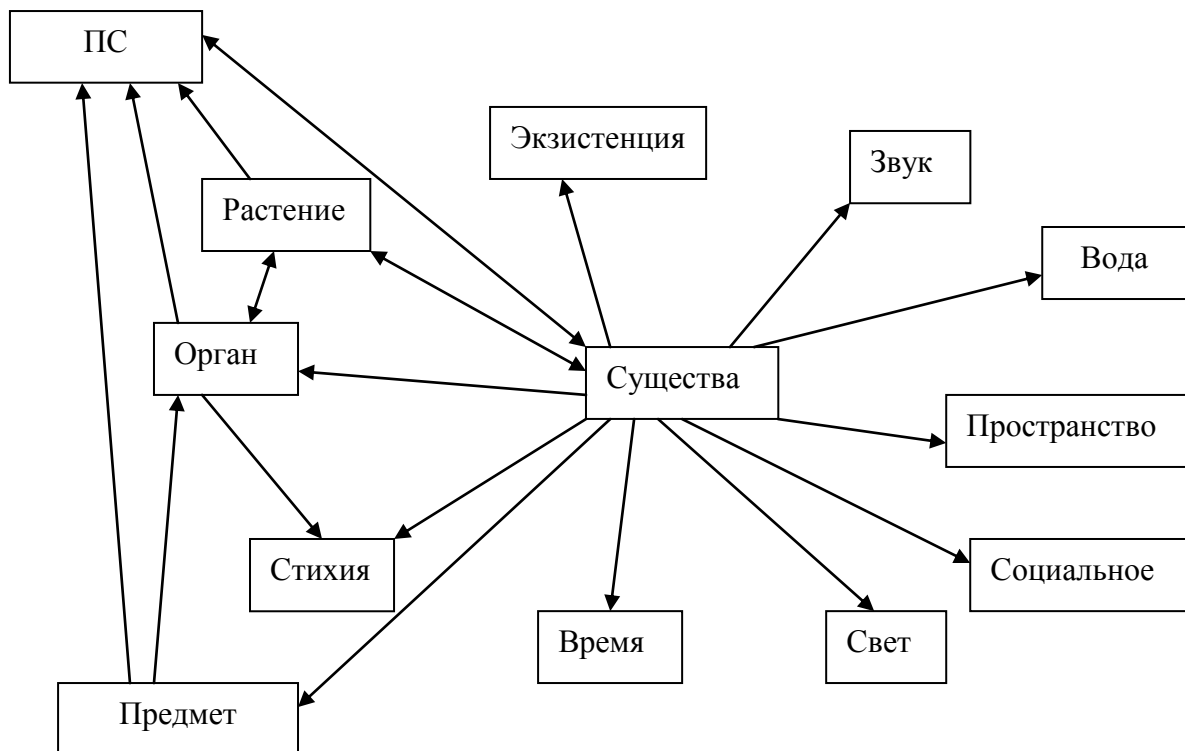 ПС
Экзистенция
Звук
Растение
Вода
Орган
Существа
Пространство
Стихия
Социальное
Время
Свет
Предмет